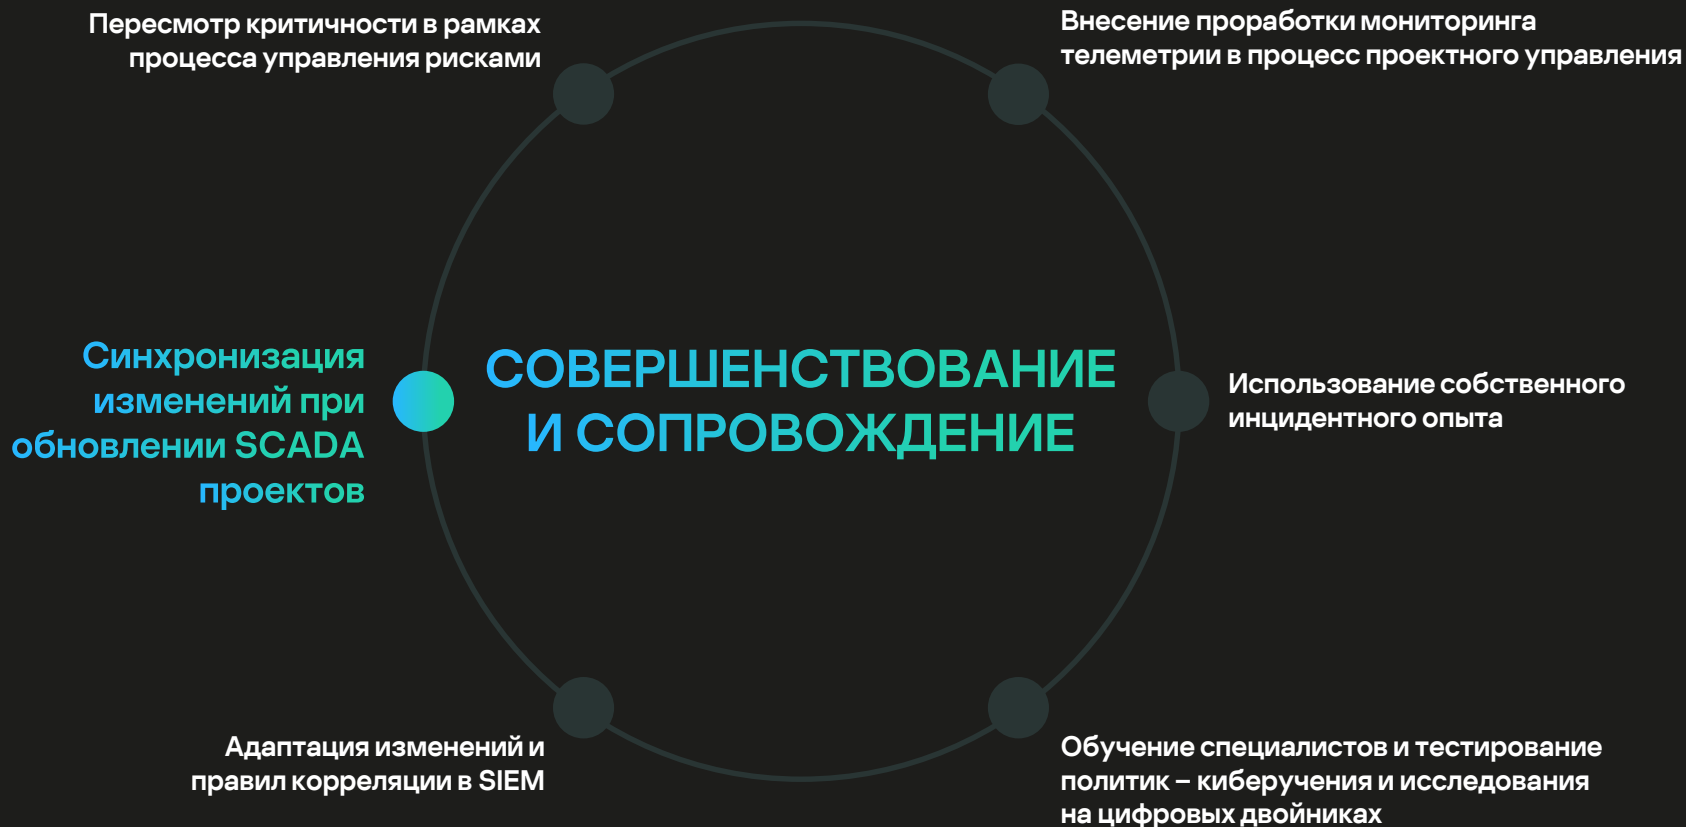 Пересмотр критичности в рамках
процесса управления рисками
Внесение проработки мониторинга
телеметрии в процесс проектного управления
Синхронизация
изменений при
обновлении SCADA
проектов
СОВЕРШЕНСТВОВАНИЕ
И СОПРОВОЖДЕНИЕ
Использование собственного
инцидентного опыта
Адаптация изменений и
правил корреляции в SIEM
Обучение специалистов и тестирование
политик – киберучения и исследования
на цифровых двойниках